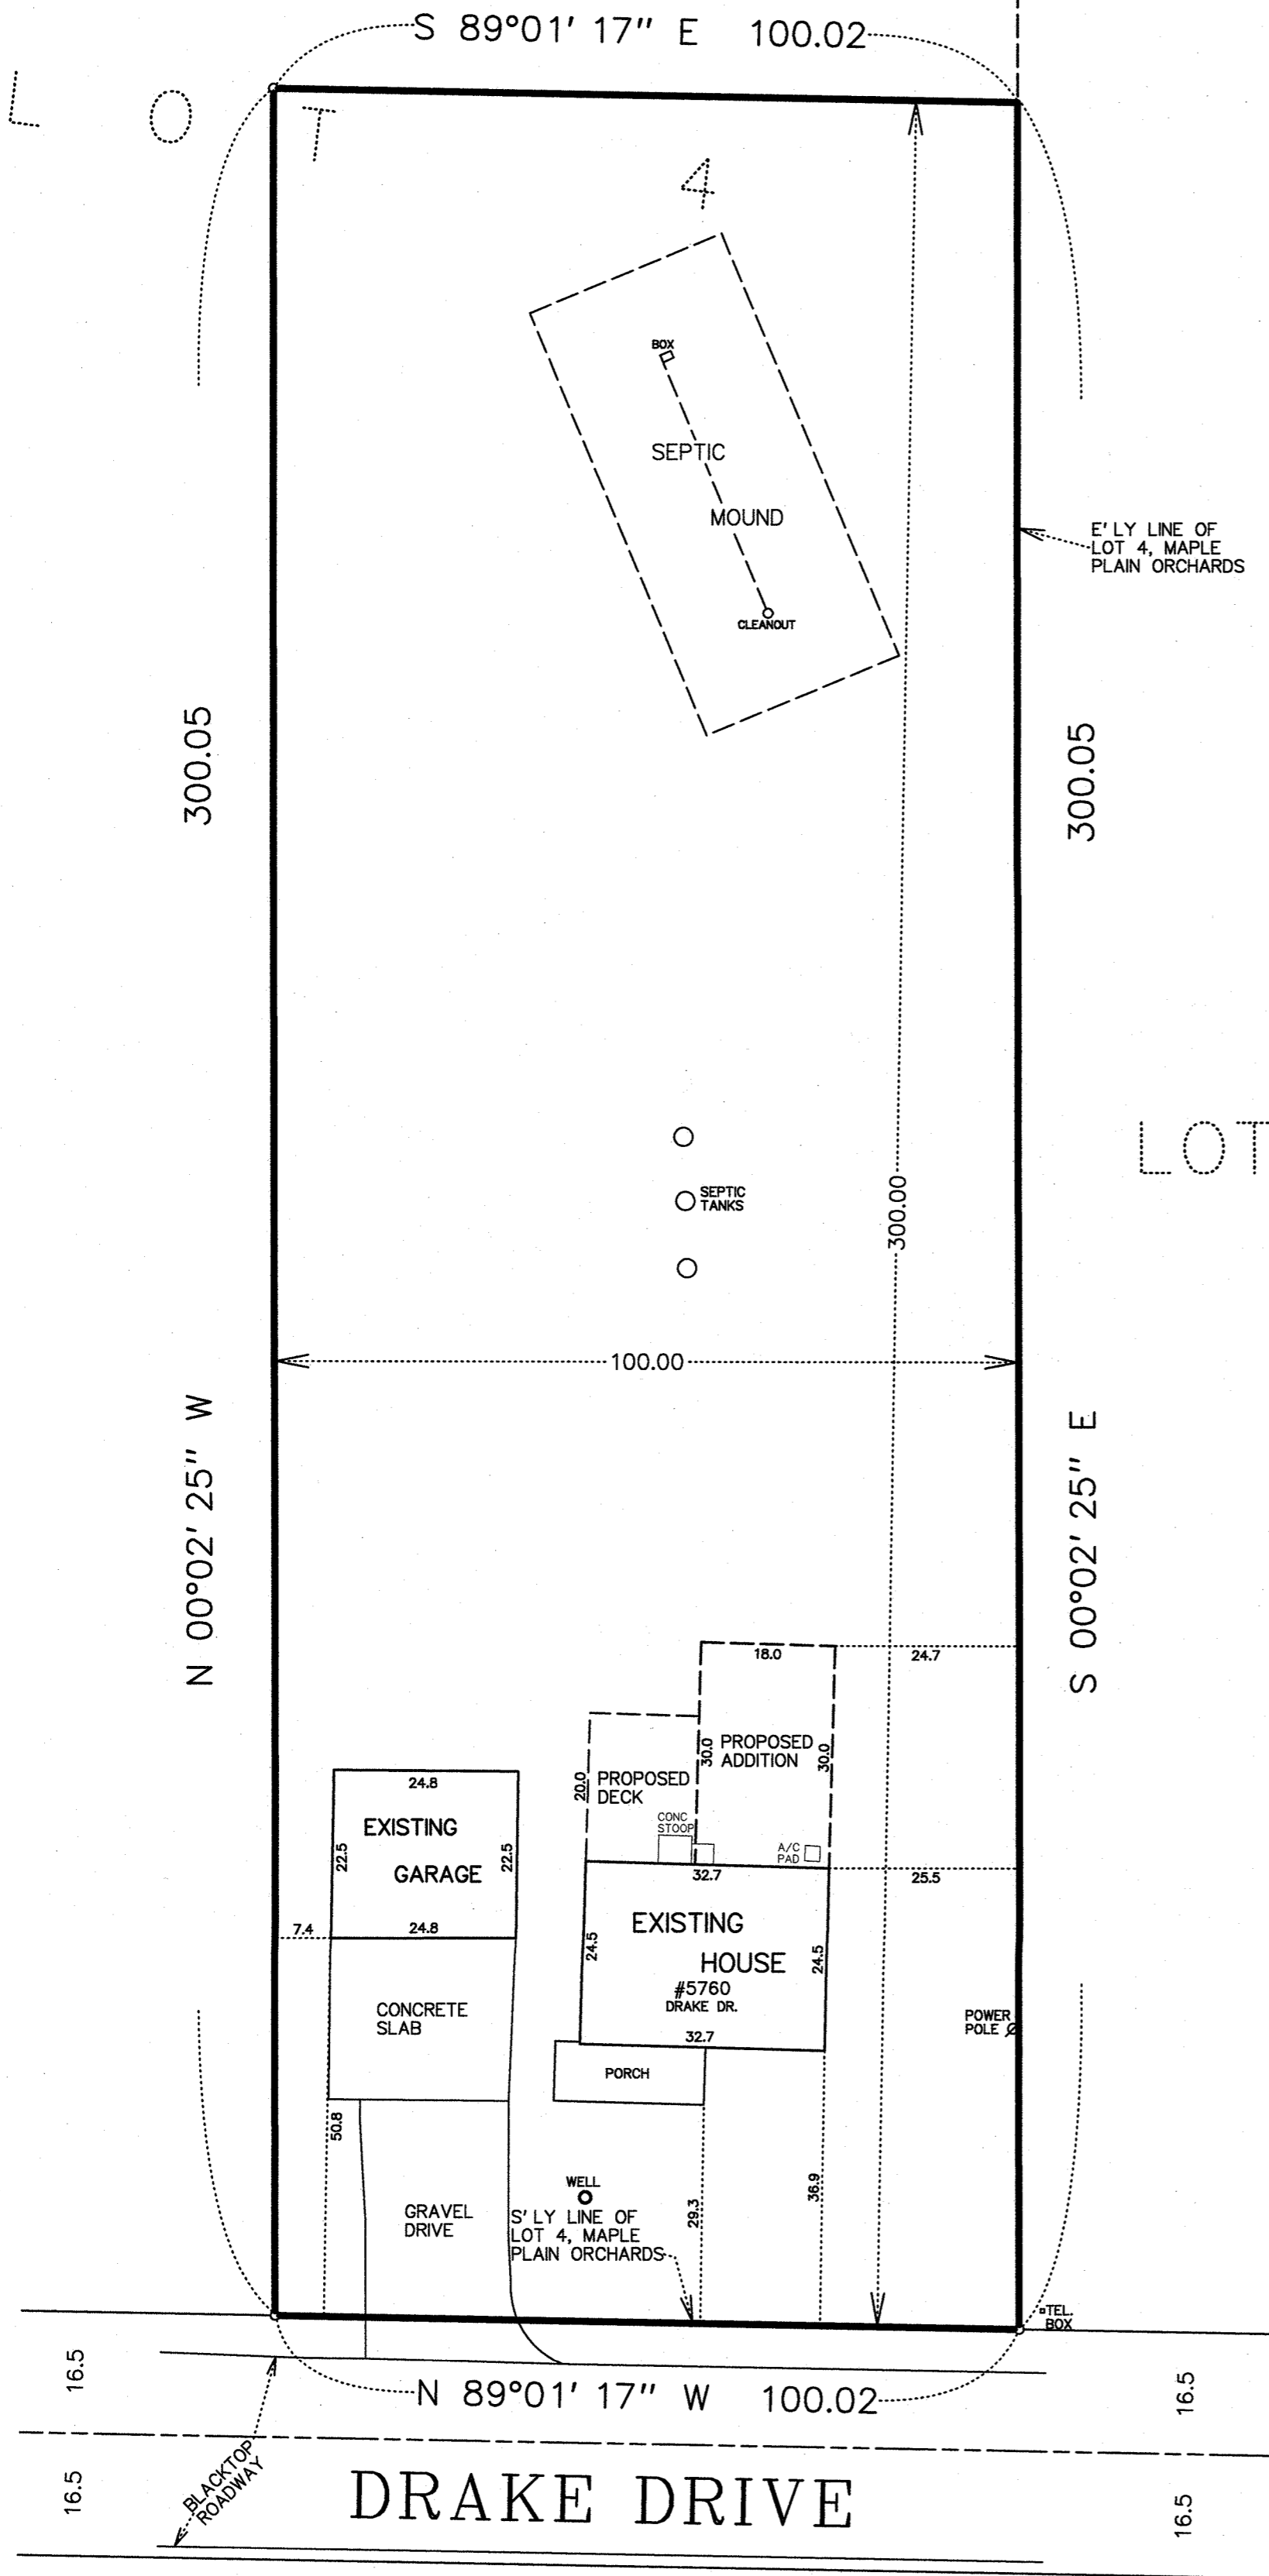 S 89°01' 17" E 100.02
LOT
4
BOX
SEPTIC
MOUND
CLEANOUT
E'LY LINE OF
LOT 4, MAPLE
PLAIN ORCHARDS
300.05
300.05
LOT
SEPTIC
TANKS
300.00
100.00
N 00°02' 25" W
S 00°02' 25" E
18.0
24.7
30.0
PROPOSED
ADDITION
30.0
20.0
PROPOSED
DECK
CONC
STOOP
A/C
PAD
24.8
EXISTING
GARAGE
22.5
22.5
24.8
7.4
32.7
25.5
EXISTING
HOUSE
#5760
DRAKE DR.
24.5
24.5
32.7
CONCRETE
SLAB
POWER
POLE
PORCH
50.8
WELL
GRAVEL
DRIVE
S'LY LINE OF
LOT 4, MAPLE
PLAIN ORCHARDS
29.3
36.9
TEL.
BOX
16.5
16.5
N 89°01' 17" W 100.02
BLACKTOP
ROADWAY
16.5
16.5
DRAKE DRIVE